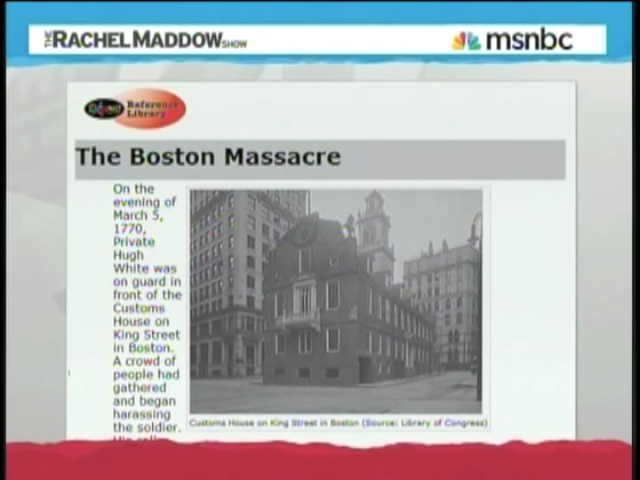 THE RACHEL MADDOW SHOW
msnbc
Reference
Library
The Boston Massacre
On the
evening of
March 5,
1770,
Private
Hugh
White was
on guard in
front of the
Customs
House on
King Street
in Boston.
A crowd of
people had
gathered
and began
harassing
the soldier.
Customs House on King Street in Boston (Source: Library of Congress)